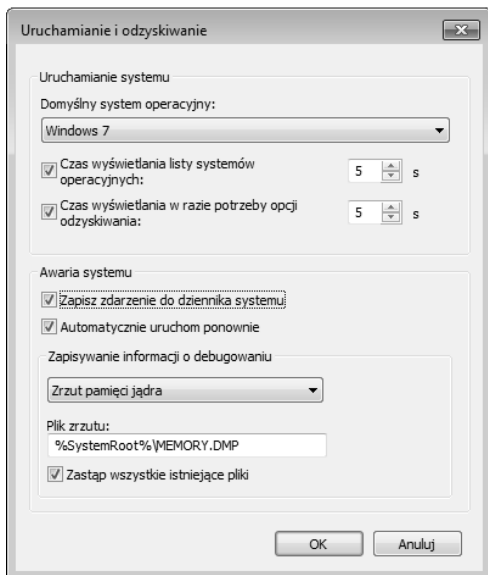 Uruchamianie i odzyskiwanie
Uruchamianie systemu
Domyślny system operacyjny:
Windows 7
Czas wyświetlania listy systemów
operacyjnych:
5 s
Czas wyświetlania w razie potrzeby opcji
odzyskiwania:
5 s
Awaria systemu
Zapisz zdarzenie do dziennika systemu
Automatycznie uruchom ponownie
Zapisywanie informacji o debugowaniu
Zrzut pamięci jądra
Plik zrzutu:
%SystemRoot%\MEMORY.DMP
Zastąp wszystkie istniejące pliki
OK Anuluj